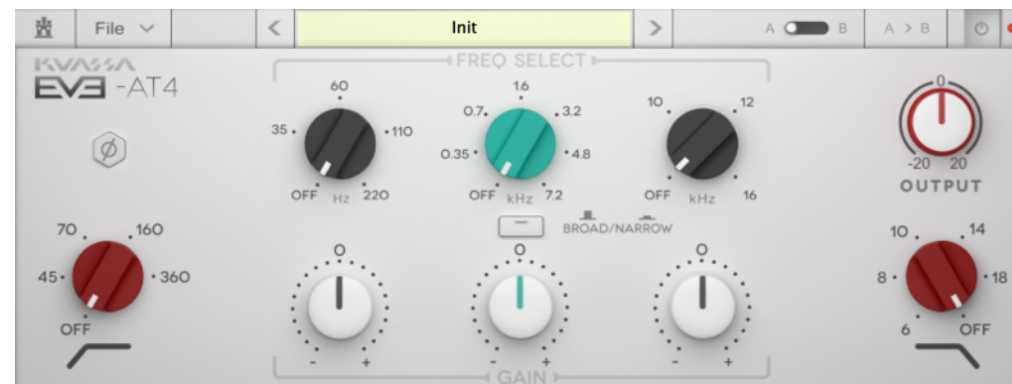 File
Init
A B
A > B
KVASSA
EVE -AT4
FREQ SELECT
60
35
110
OFF Hz 220
1.6
0.7
3.2
0.35
4.8
OFF kHz 7.2
10
12
OFF kHz 16
0
-20 20
OUTPUT
BROAD/NARROW
70
160
45
360
OFF
0
- +
0
- +
0
- +
GAIN
10
14
8
18
6 OFF